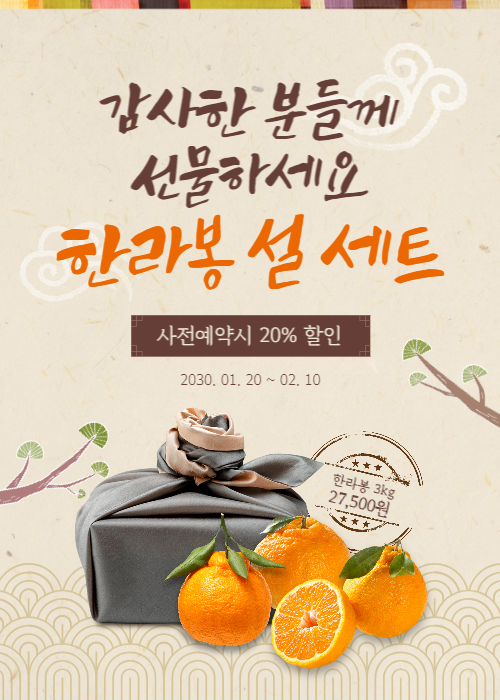 감사한 분들께
선물하세요
한라봉 설 세트
사전예약시 20% 할인
2030. 01. 20 ~ 02. 10
한라봉 3kg
27,500원